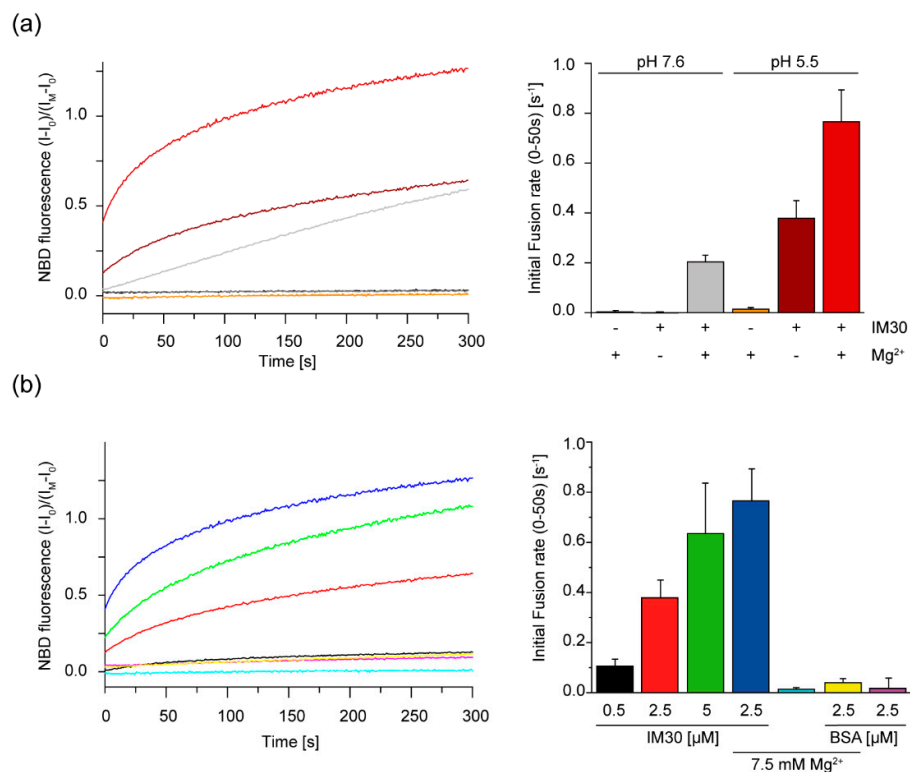 (a)
NBD fluorescence (I-I₀)/(I_M-I₀)
1.0
0.5
0.0
0 50 100 150 200 250 300
Time [s]
Initial Fusion rate (0-50s) [s⁻¹]
1.0
0.8
0.6
0.4
0.2
0.0
pH 7.6 pH 5.5
- + + - + + IM30
+ - + + - + Mg²⁺
(b)
NBD fluorescence (I-I₀)/(I_M-I₀)
1.0
0.5
0.0
0 50 100 150 200 250 300
Time [s]
Initial Fusion rate (0-50s) [s⁻¹]
1.0
0.8
0.6
0.4
0.2
0.0
0.5 2.5 5 2.5 2.5 2.5
IM30 [µM] BSA [µM]
7.5 mM Mg²⁺